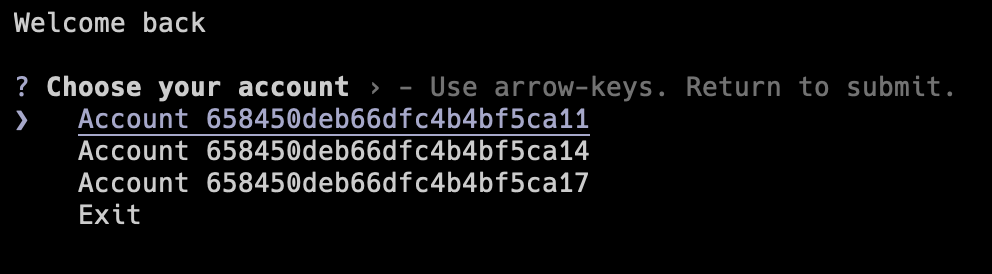 Welcome back
? Choose your account › - Use arrow-keys. Return to submit.
❯ Account 658450deb66dfc4b4bf5ca11
Account 658450deb66dfc4b4bf5ca14
Account 658450deb66dfc4b4bf5ca17
Exit